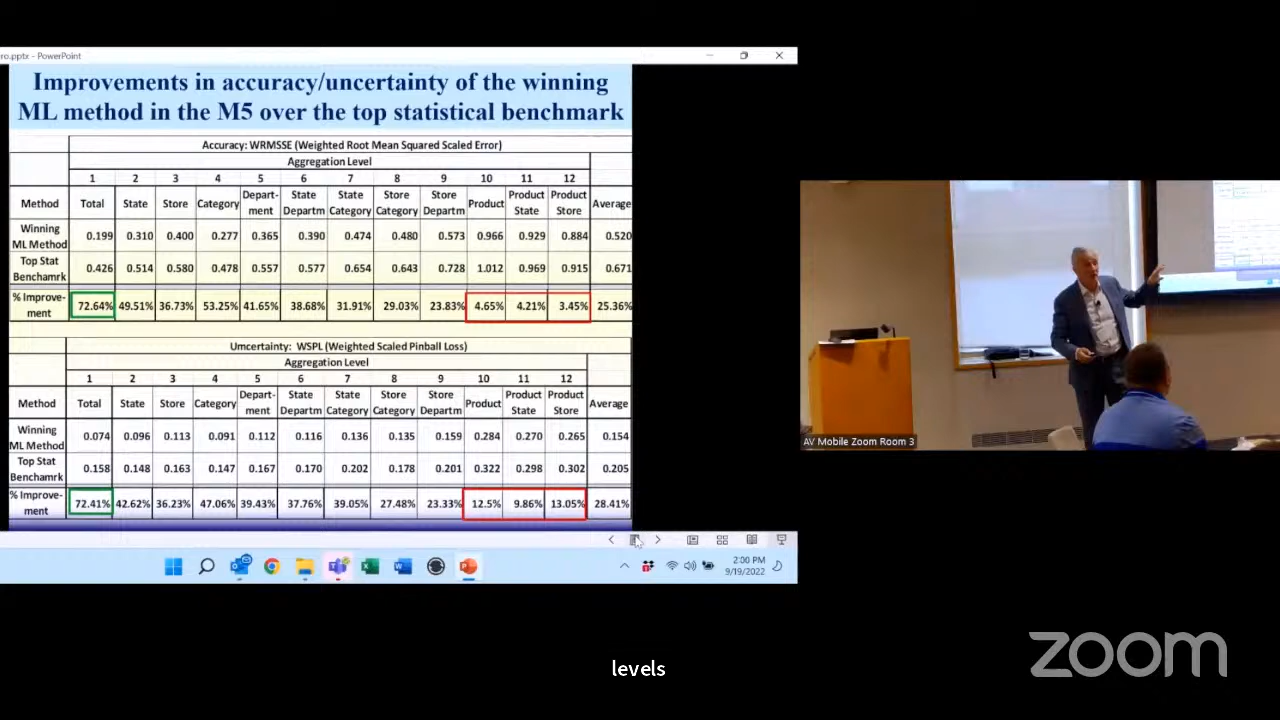 ro.pptx - PowerPoint
Improvements in accuracy/uncertainty of the winning
ML method in the M5 over the top statistical benchmark
Accuracy: WRMSSE (Weighted Root Mean Squared Scaled Error)
Aggregation Level
1 2 3 4 5 6 7 8 9 10 11 12
Method Total State Store Category Depart-ment State Departm State Category Store Category Store Departm Product Product State Product Store Average
Winning ML Method 0.199 0.310 0.400 0.277 0.365 0.390 0.474 0.480 0.573 0.966 0.929 0.884 0.520
Top Stat Benchamrk 0.426 0.514 0.580 0.478 0.557 0.577 0.654 0.643 0.728 1.012 0.969 0.915 0.671
% Improve-ment 72.64% 49.51% 36.73% 53.25% 41.65% 38.68% 31.91% 29.03% 23.83% 4.65% 4.21% 3.45% 25.36%
Umcertainty: WSPL (Weighted Scaled Pinball Loss)
Aggregation Level
1 2 3 4 5 6 7 8 9 10 11 12
Method Total State Store Category Depart-ment State Departm State Category Store Category Store Departm Product Product State Product Store Average
Winning ML Method 0.074 0.096 0.113 0.091 0.112 0.116 0.136 0.135 0.159 0.284 0.270 0.265 0.154
Top Stat Benchamrk 0.158 0.148 0.163 0.147 0.167 0.170 0.202 0.178 0.201 0.322 0.298 0.302 0.205
% Improve-ment 72.41% 42.62% 36.23% 47.06% 39.43% 37.76% 39.05% 27.48% 23.33% 12.5% 9.86% 13.05% 28.41%
2:00 PM
9/19/2022
AV Mobile Zoom Room 3
levels
zoom